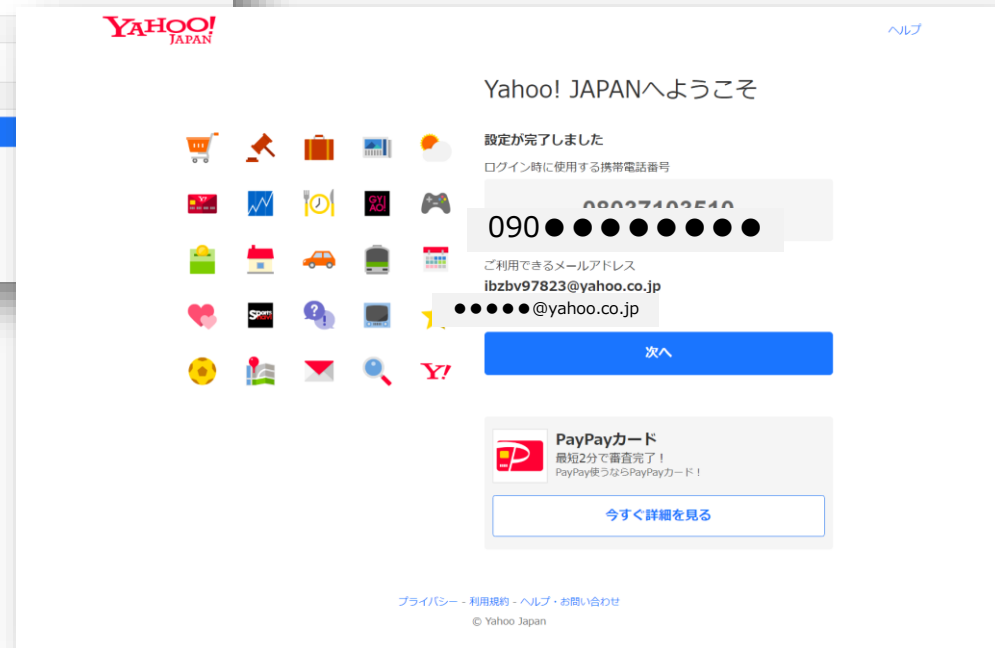 YAHOO!
JAPAN
ヘルプ
Yahoo! JAPANへようこそ
設定が完了しました
ログイン時に使用する携帯電話番号
090●●●●●●●●
ご利用できるメールアドレス
ibzbv97823@yahoo.co.jp
●●●●●@yahoo.co.jp
GYAO!
Y!
次へ
PayPayカード
最短2分で審査完了！
PayPay使うならPayPayカード！
今すぐ詳細を見る
プライバシー - 利用規約 - ヘルプ・お問い合わせ
© Yahoo Japan